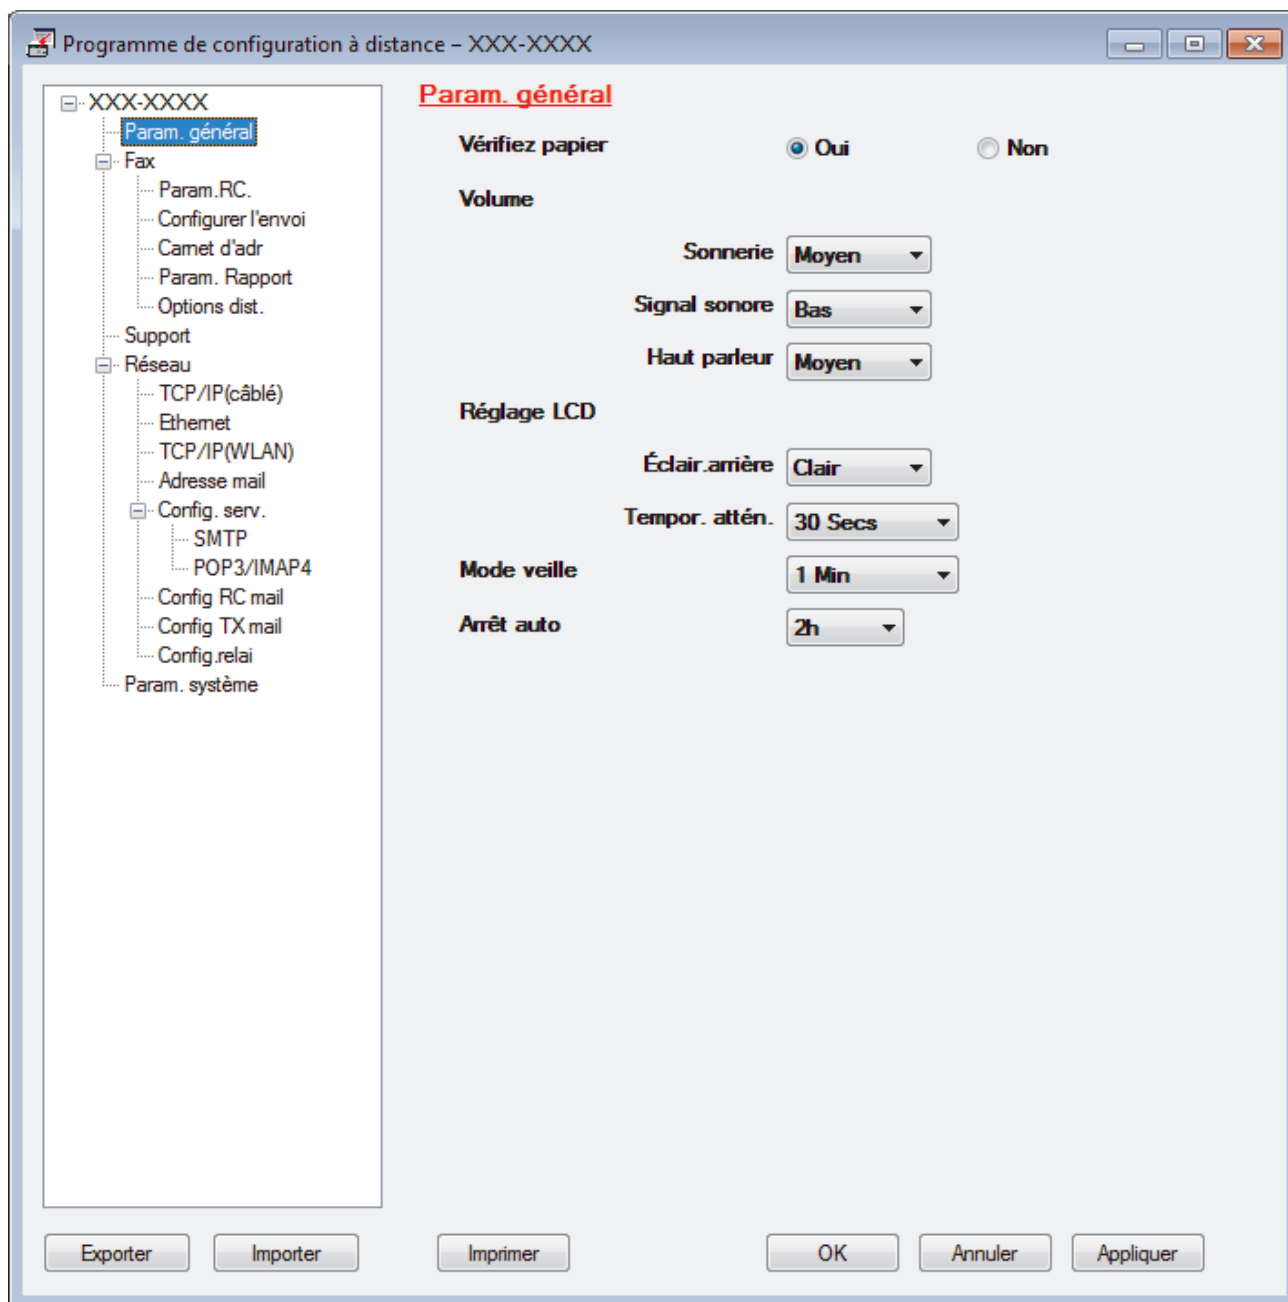 Programme de configuration à distance – XXX-XXXX
XXX-XXXX
Param. général
Fax
Param.RC.
Configurer l'envoi
Carnet d'adr
Param. Rapport
Options dist.
Support
Réseau
TCP/IP(câblé)
Ethernet
TCP/IP(WLAN)
Adresse mail
Config. serv.
SMTP
POP3/IMAP4
Config RC mail
Config TX mail
Config.relai
Param. système
Param. général
Vérifiez papier Oui Non
Volume
Sonnerie Moyen
Signal sonore Bas
Haut parleur Moyen
Réglage LCD
Éclair.arrière Clair
Tempor.attén. 30 Secs
Mode veille 1 Min
Arrêt auto 2h
Exporter Importer Imprimer OK Annuler Appliquer